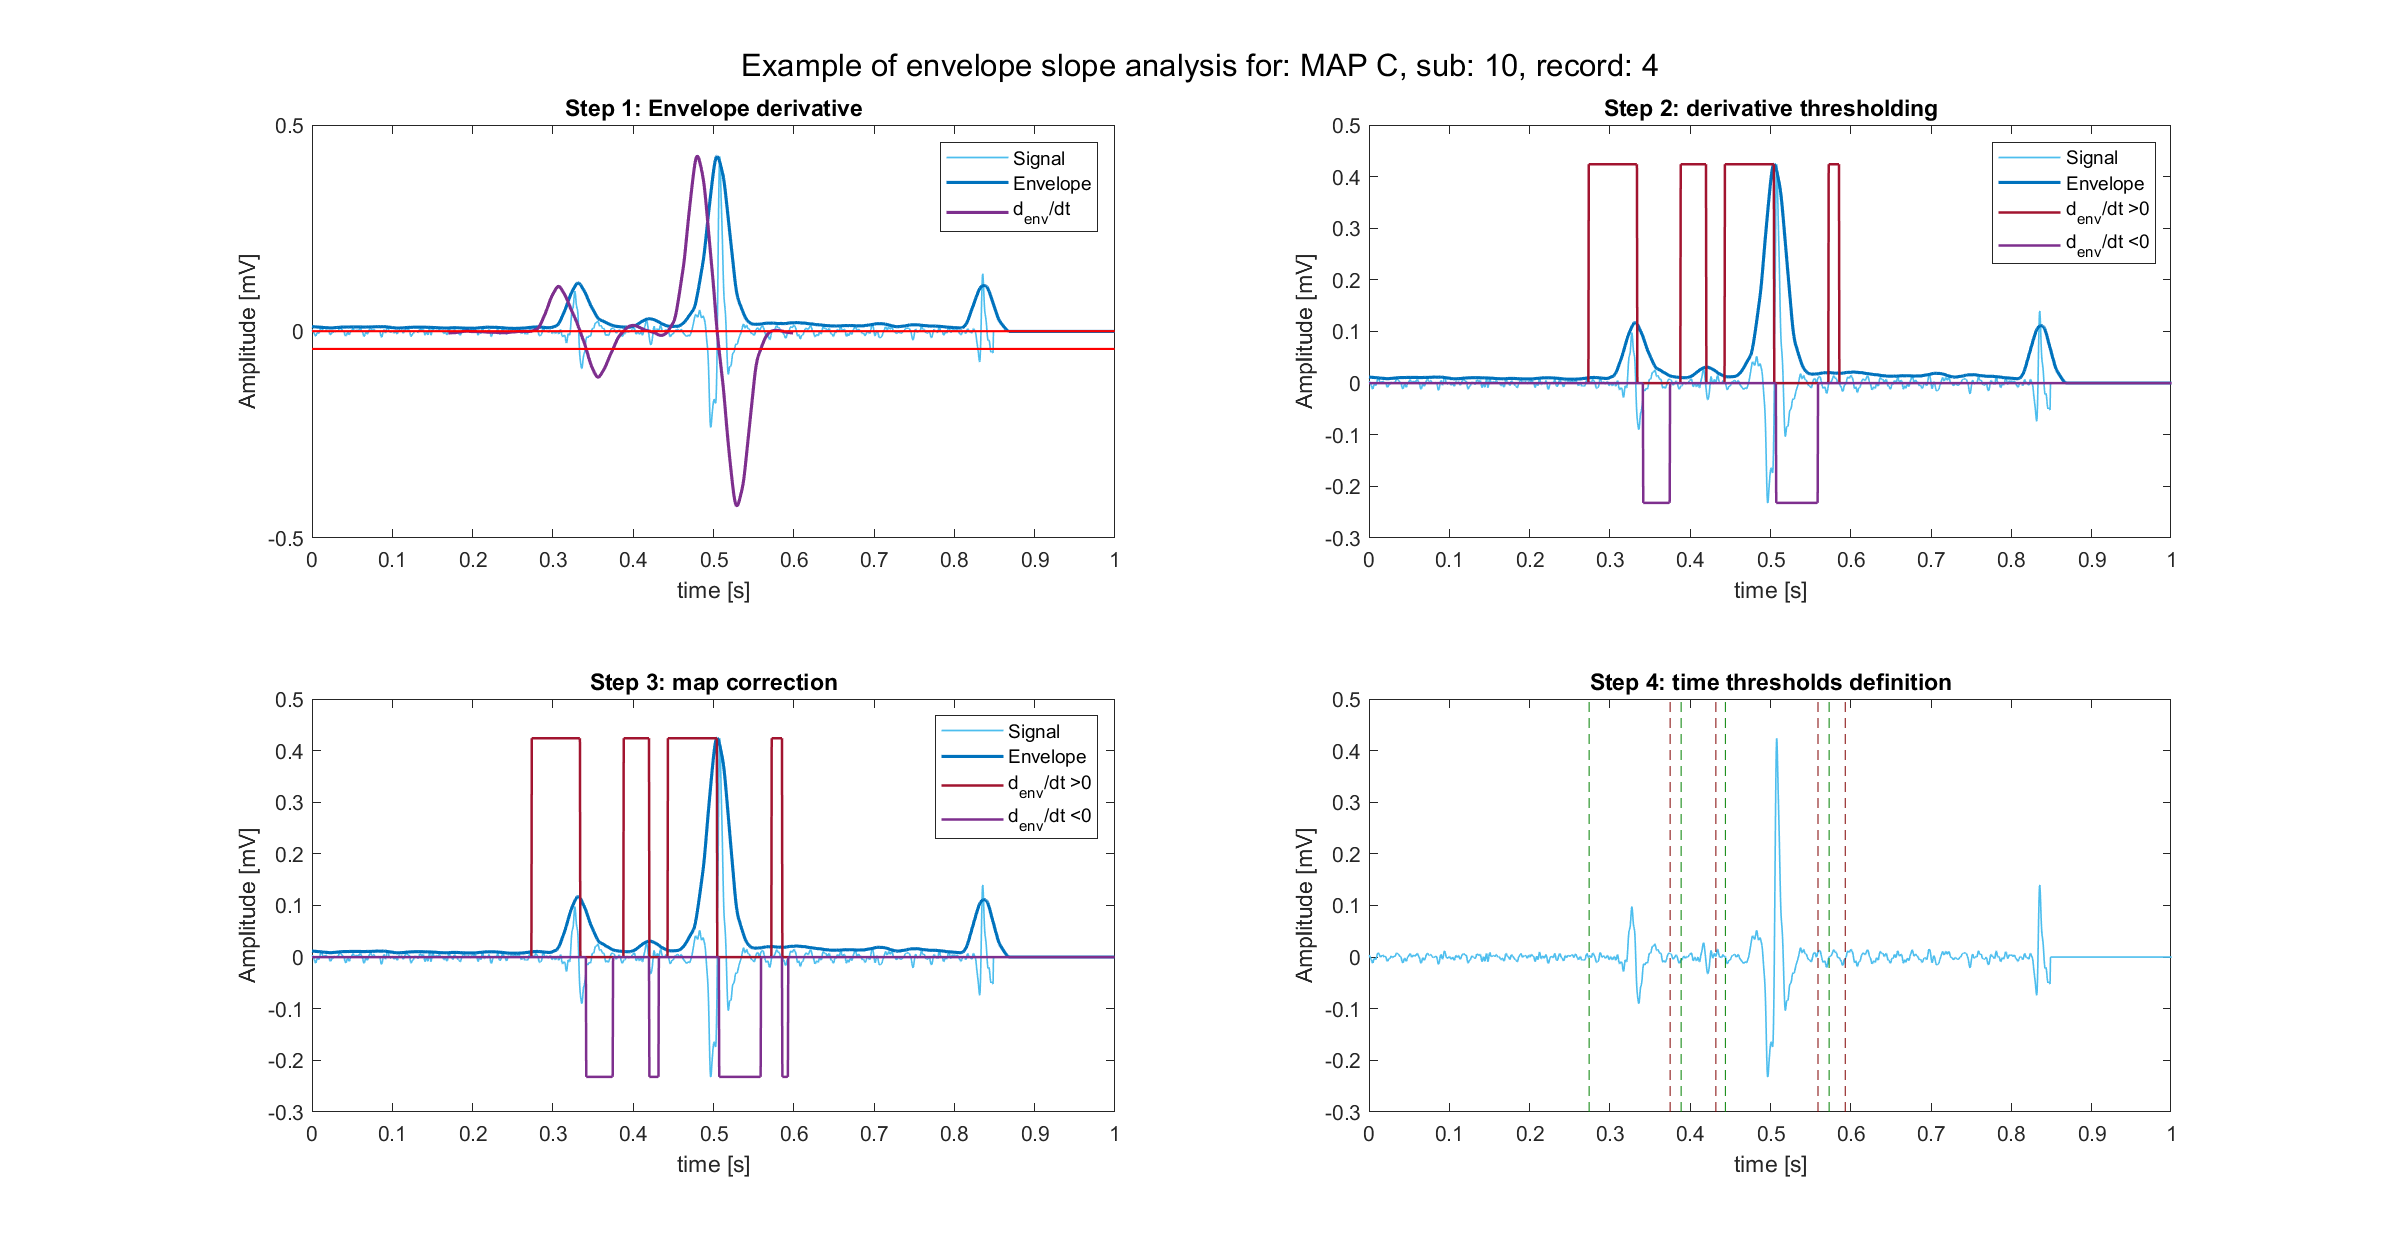 Example of envelope slope analysis for: MAP C, sub: 10, record: 4
Step 1: Envelope derivative
0.5
0
-0.5
Amplitude [mV]
0 0.1 0.2 0.3 0.4 0.5 0.6 0.7 0.8 0.9 1
time [s]
Signal
Envelope
d_env/dt
Step 2: derivative thresholding
0.5
0.4
0.3
0.2
0.1
0
-0.1
-0.2
-0.3
Amplitude [mV]
0 0.1 0.2 0.3 0.4 0.5 0.6 0.7 0.8 0.9 1
time [s]
Signal
Envelope
d_env/dt >0
d_env/dt <0
Step 3: map correction
0.5
0.4
0.3
0.2
0.1
0
-0.1
-0.2
-0.3
Amplitude [mV]
0 0.1 0.2 0.3 0.4 0.5 0.6 0.7 0.8 0.9 1
time [s]
Signal
Envelope
d_env/dt >0
d_env/dt <0
Step 4: time thresholds definition
0.5
0.4
0.3
0.2
0.1
0
-0.1
-0.2
-0.3
Amplitude [mV]
0 0.1 0.2 0.3 0.4 0.5 0.6 0.7 0.8 0.9 1
time [s]